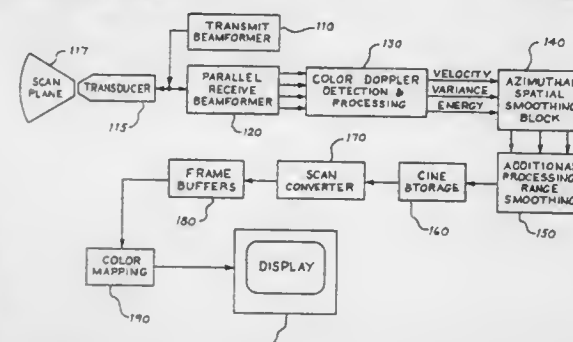 117
SCAN
PLANE
TRANSDUCER
115
TRANSMIT
BEAMFORMER
110
PARALLEL
RECEIVE
BEAMFORMER
120
130
COLOR DOPPLER
DETECTION &
PROCESSING
VELOCITY
VARIANCE
ENERGY
140
AZIMUTHAL
SPATIAL
SMOOTHING
BLOCK
ADDITIONAL
PROCESSING
RANGE
SMOOTHING
150
CINE
STORAGE
160
170
SCAN
CONVERTER
FRAME
BUFFERS
180
COLOR
MAPPING
190
DISPLAY